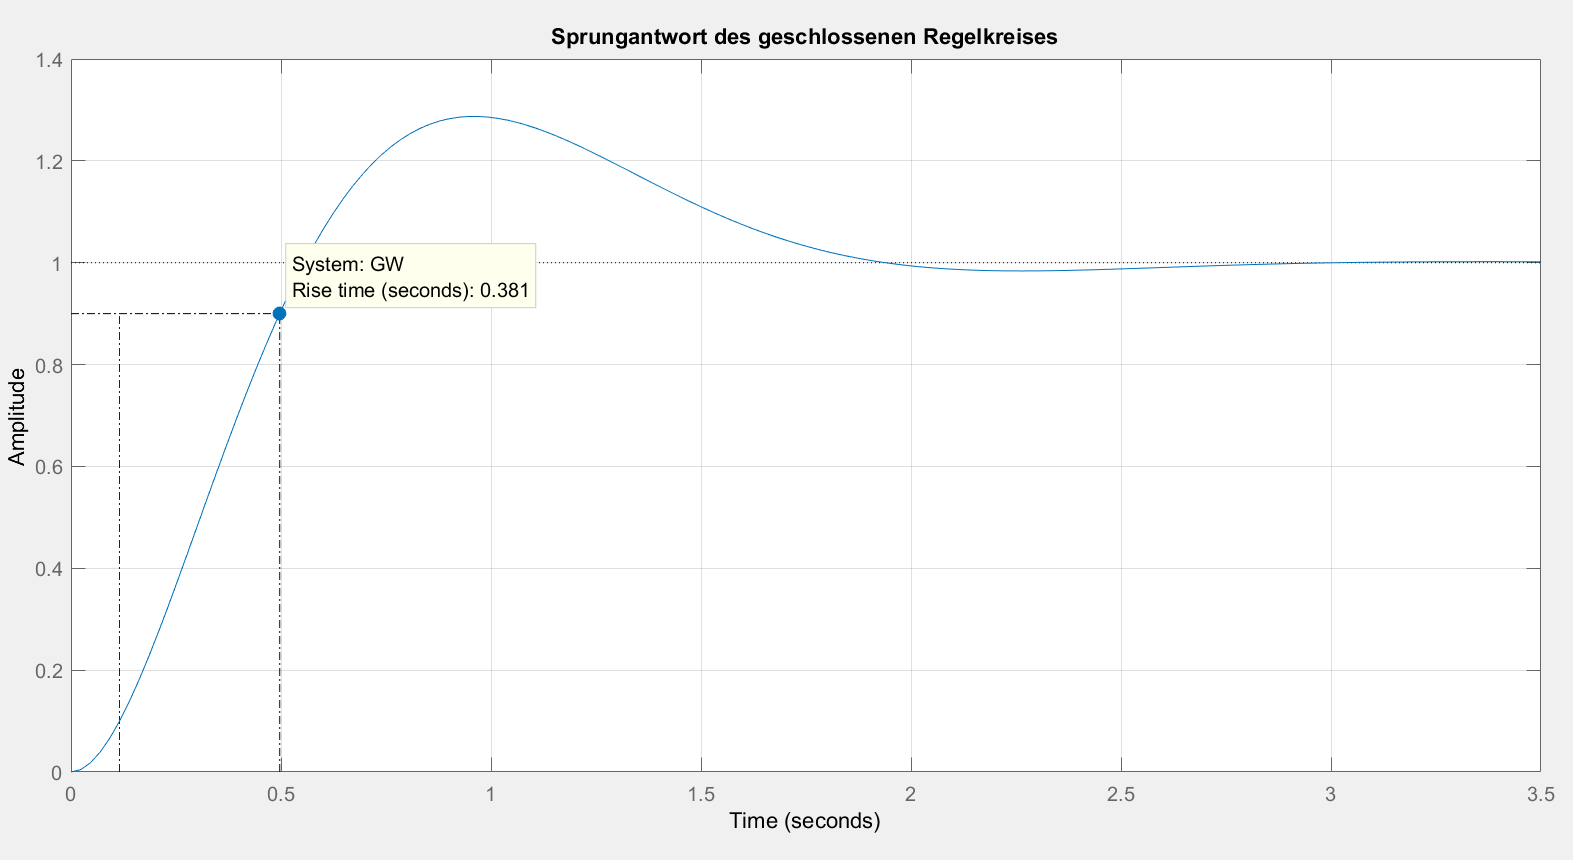 Sprungantwort des geschlossenen Regelkreises
1.4
1.2
1
0.8
0.6
0.4
0.2
0
Amplitude
System: GW
Rise time (seconds): 0.381
0 0.5 1 1.5 2 2.5 3 3.5
Time (seconds)